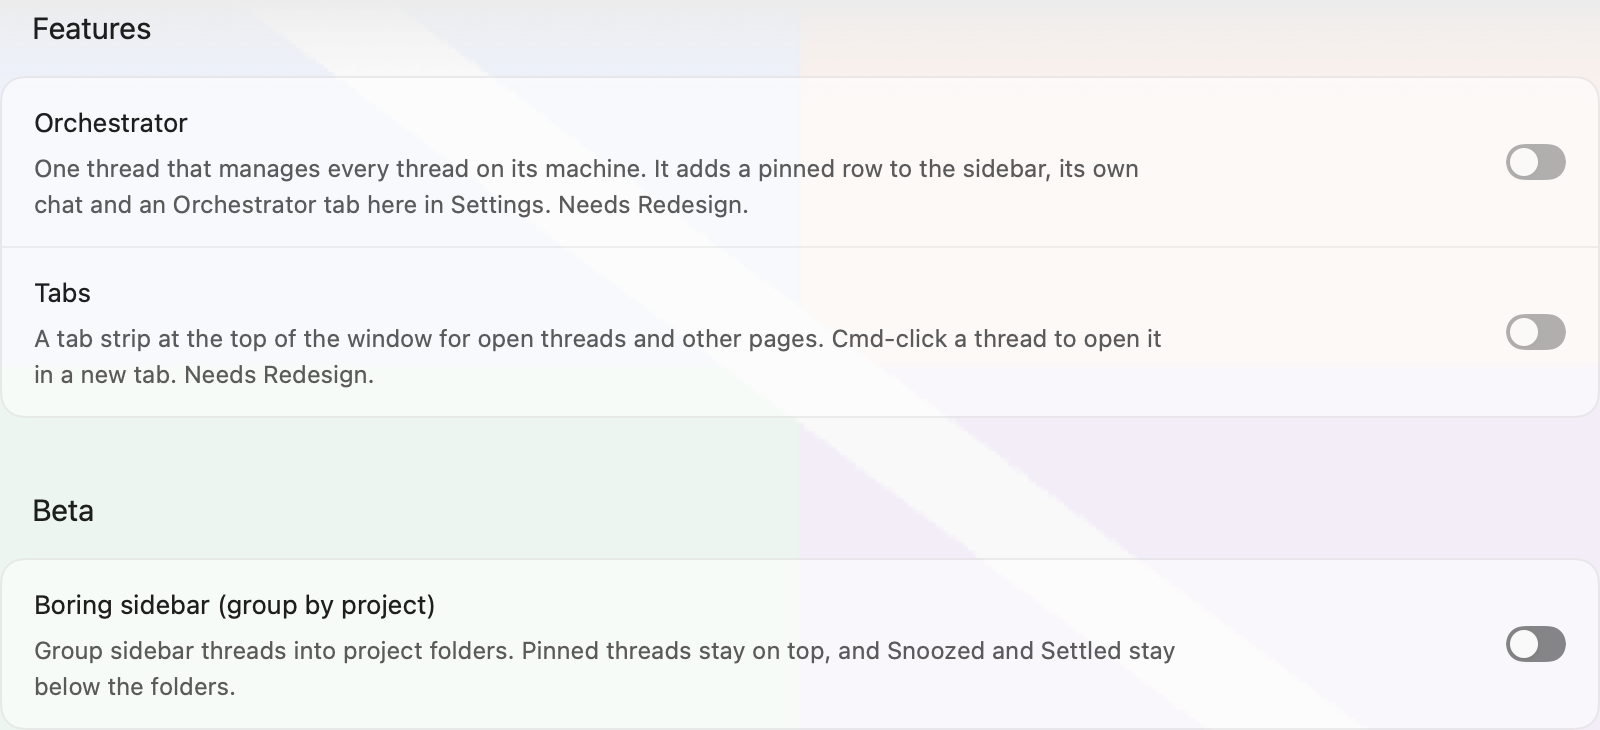 Features
Orchestrator
One thread that manages every thread on its machine. It adds a pinned row to the sidebar, its own
chat and an Orchestrator tab here in Settings. Needs Redesign.
Tabs
A tab strip at the top of the window for open threads and other pages. Cmd-click a thread to open it
in a new tab. Needs Redesign.
Beta
Boring sidebar (group by project)
Group sidebar threads into project folders. Pinned threads stay on top, and Snoozed and Settled stay
below the folders.